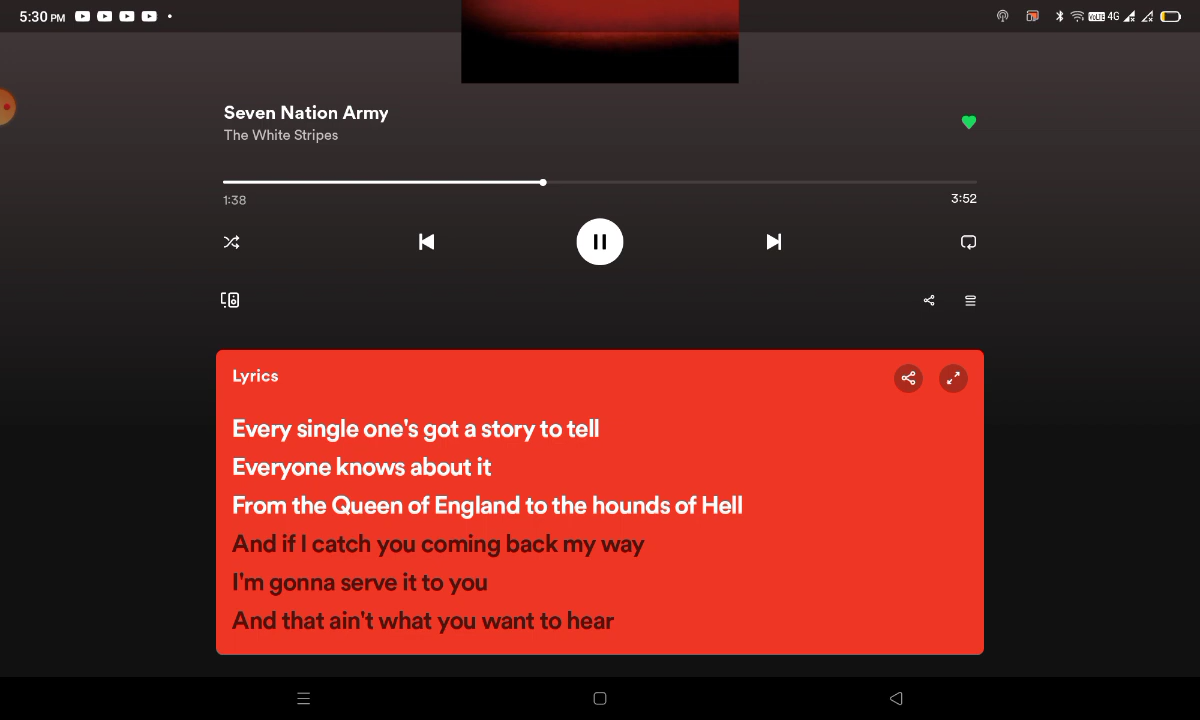 5:30 PM
VoLTE 4G
Seven Nation Army
The White Stripes
1:38
3:52
Lyrics
Every single one's got a story to tell
Everyone knows about it
From the Queen of England to the hounds of Hell
And if I catch you coming back my way
I'm gonna serve it to you
And that ain't what you want to hear